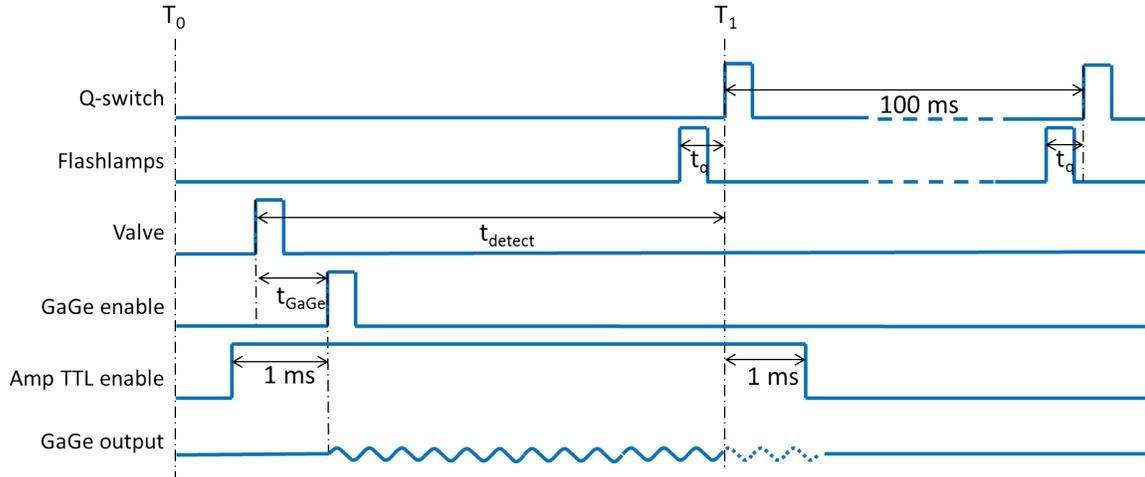 T0 T1
Q-switch
100 ms
Flashlamps
tq tq
Valve
tdetect
GaGe enable
tGaGe
Amp TTL enable
1 ms 1 ms
GaGe output